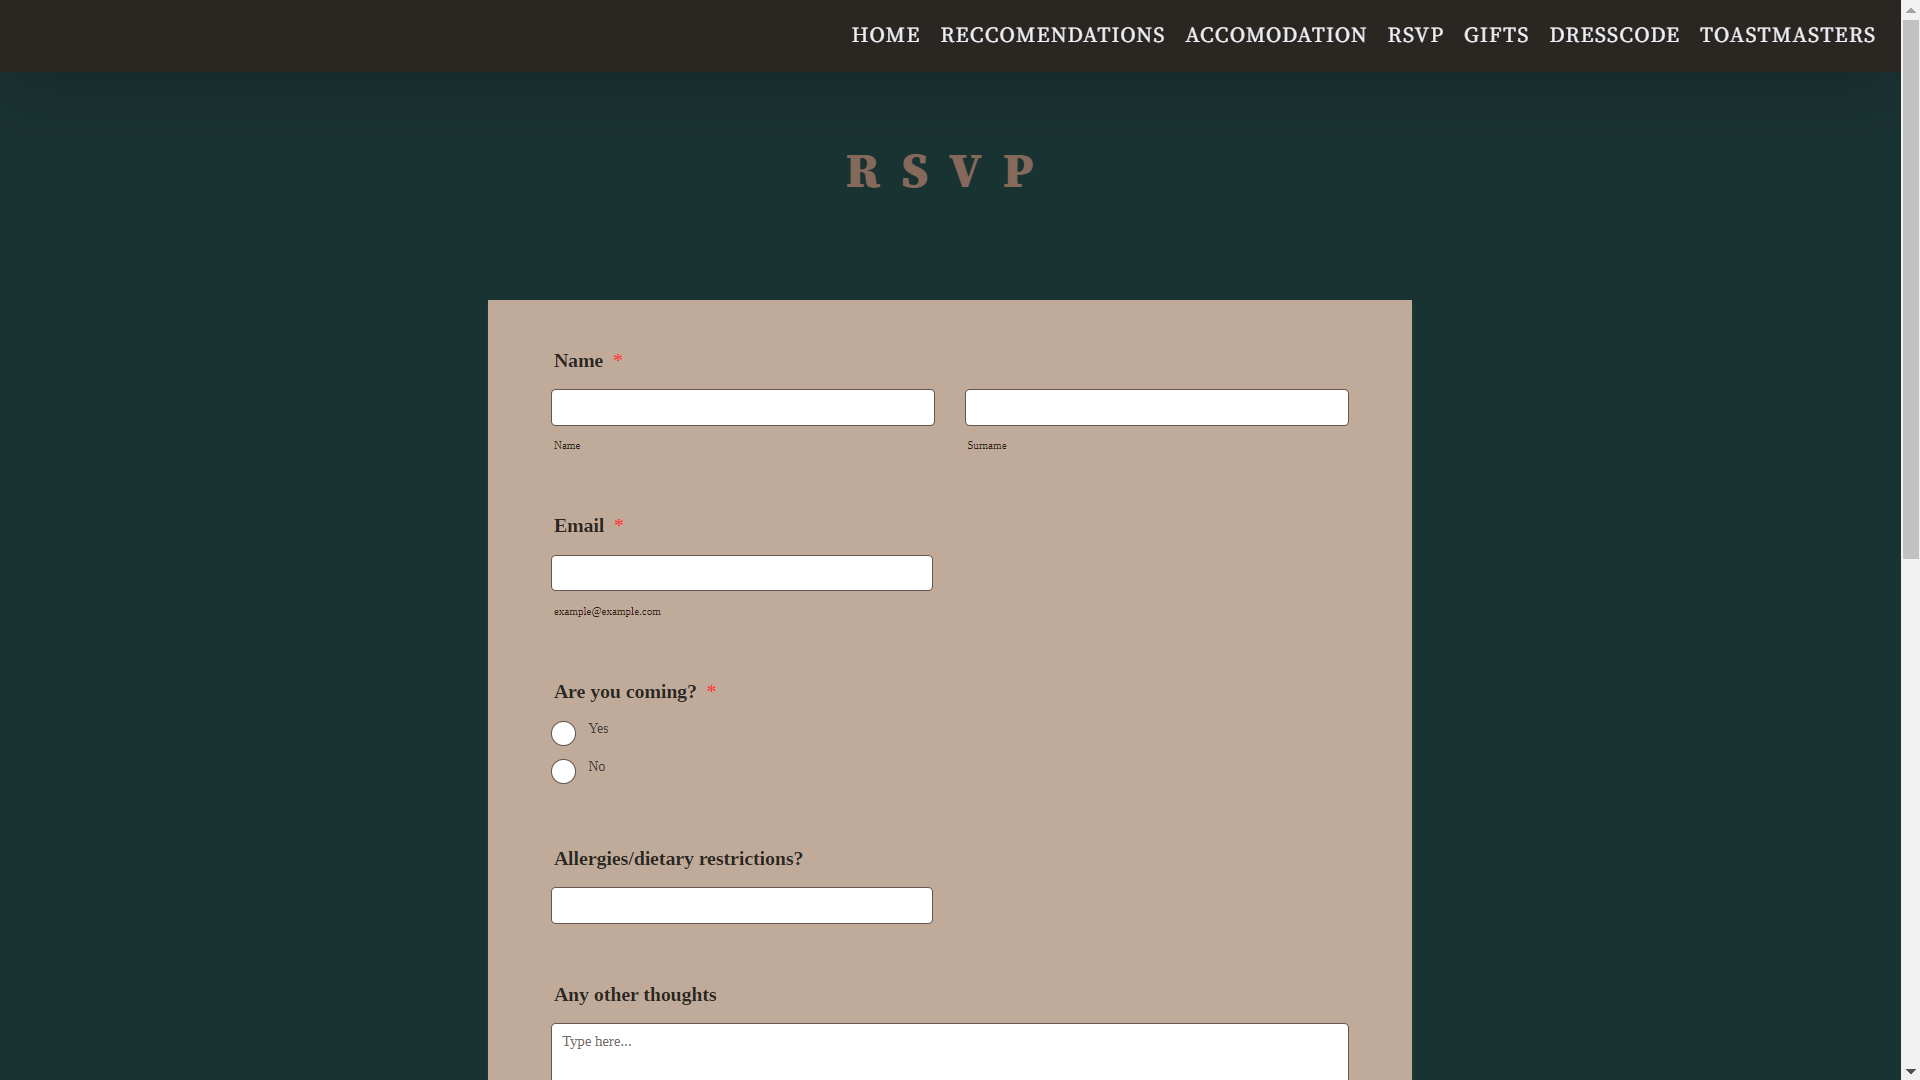 HOME RECCOMENDATIONS ACCOMODATION RSVP GIFTS DRESSCODE TOASTMASTERS
RSVP
Name *
Name Surname
Email *
example@example.com
Are you coming? *
Yes
No
Allergies/dietary restrictions?
Any other thoughts
Type here...